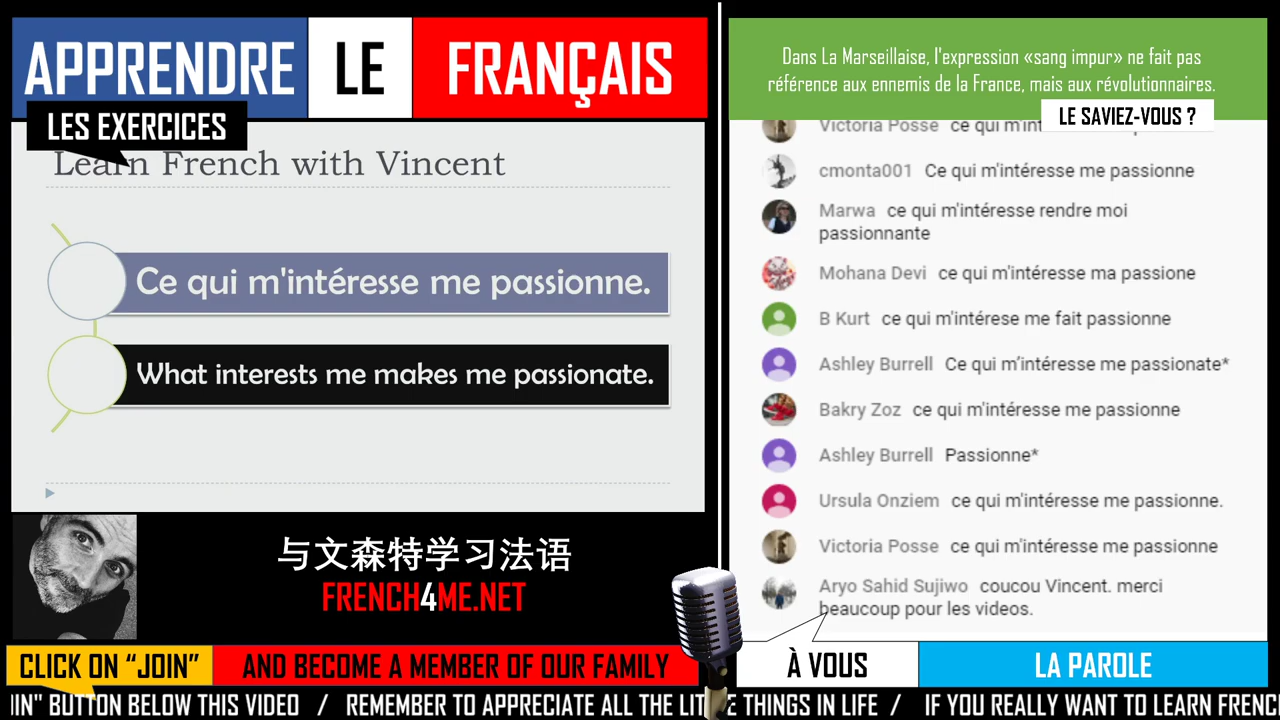 APPRENDRE LE FRANÇAIS
LES EXERCICES
Learn French with Vincent
Ce qui m'intéresse me passionne.
What interests me makes me passionate.
与文森特学习法语
FRENCH4ME.NET
CLICK ON “JOIN” AND BECOME A MEMBER OF OUR FAMILY
Dans La Marseillaise, l'expression «sang impur» ne fait pas
référence aux ennemis de la France, mais aux révolutionnaires.
LE SAVIEZ-VOUS ?
Victoria Posse ce qui
cmonta001 Ce qui m'intéresse me passionne
Marwa ce qui m'intéresse rendre moi
passionnante
Mohana Devi ce qui m'intéresse ma passione
B Kurt ce qui m'intérese me fait passionne
Ashley Burrell Ce qui m’intéresse me passionate*
Bakry Zoz ce qui m'intéresse me passionne
Ashley Burrell Passionne*
Ursula Onziem ce qui m'intéresse me passionne.
Victoria Posse ce qui m'intéresse me passionne
Aryo Sahid Sujiwo coucou Vincent. merci
beaucoup pour les videos.
À VOUS LA PAROLE
IN" BUTTON BELOW THIS VIDEO / REMEMBER TO APPRECIATE ALL THE THINGS IN LIFE / IF YOU REALLY WANT TO LEARN FRENC